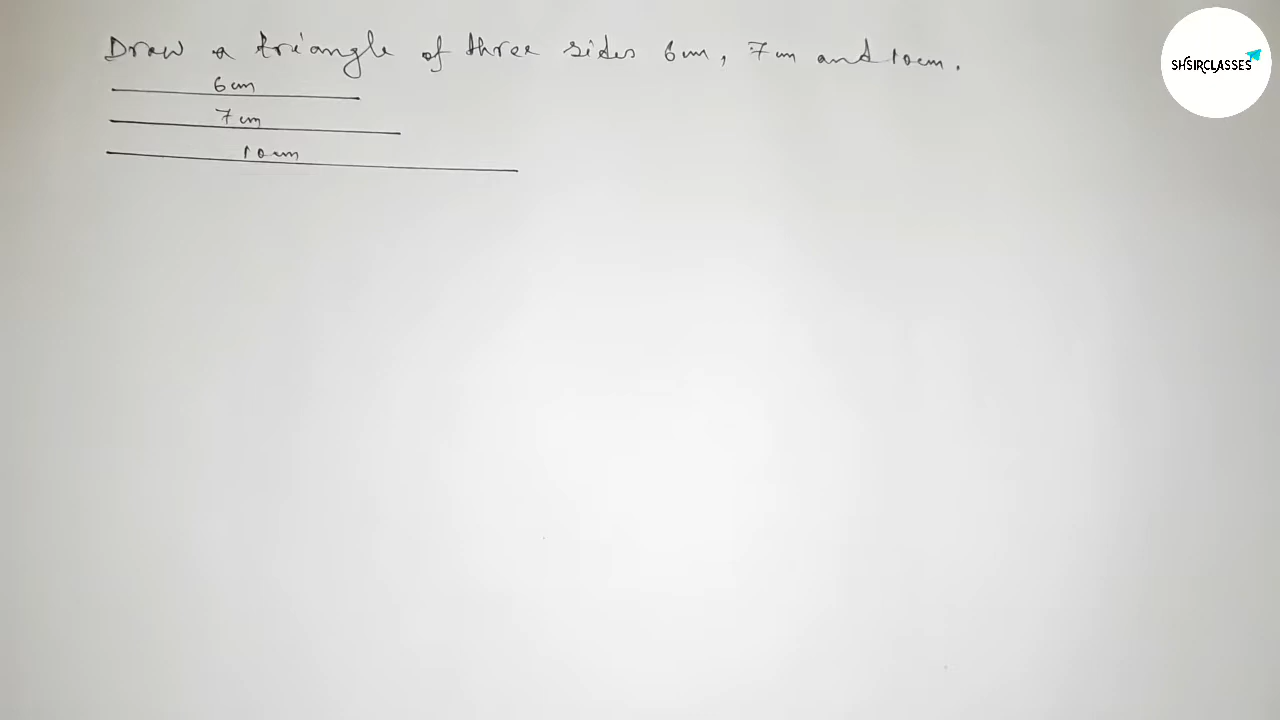 Draw a triangle of three sides 6cm, 7cm and 10cm.
6cm
7cm
10cm
SHSIRCLASSES